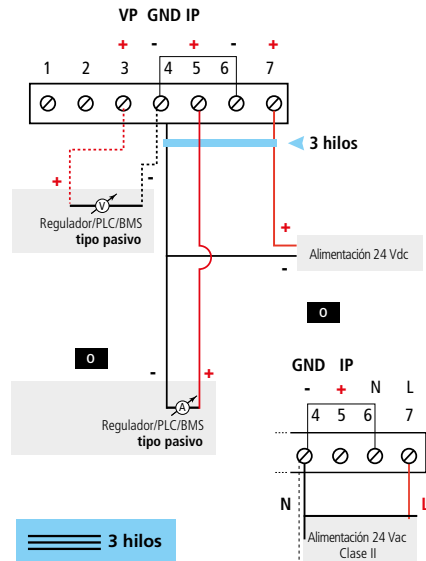 VP GND IP
+ - + - +
1 2 3 4 5 6 7
3 hilos
+ -
V
Regulador/PLC/BMS
tipo pasivo
+
Alimentación 24 Vdc
-
o
o
- +
A
Regulador/PLC/BMS
tipo pasivo
GND IP
- + N L
4 5 6 7
N L
Alimentación 24 Vac
Clase II
3 hilos